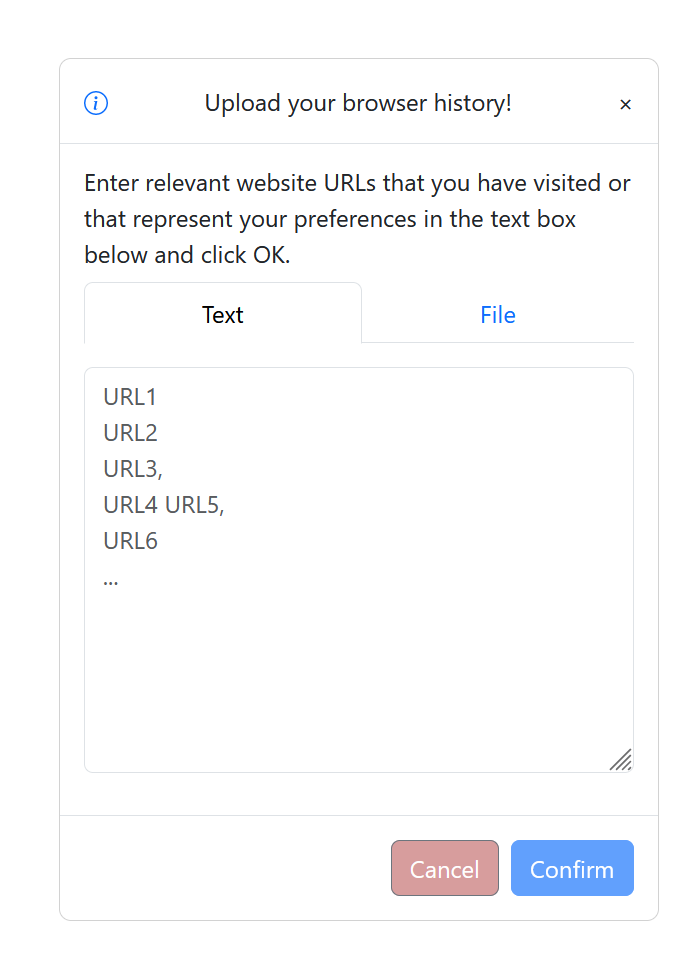 Upload your browser history!
×
Enter relevant website URLs that you have visited or
that represent your preferences in the text box
below and click OK.
Text
File
URL1
URL2
URL3,
URL4 URL5,
URL6
...
Cancel
Confirm